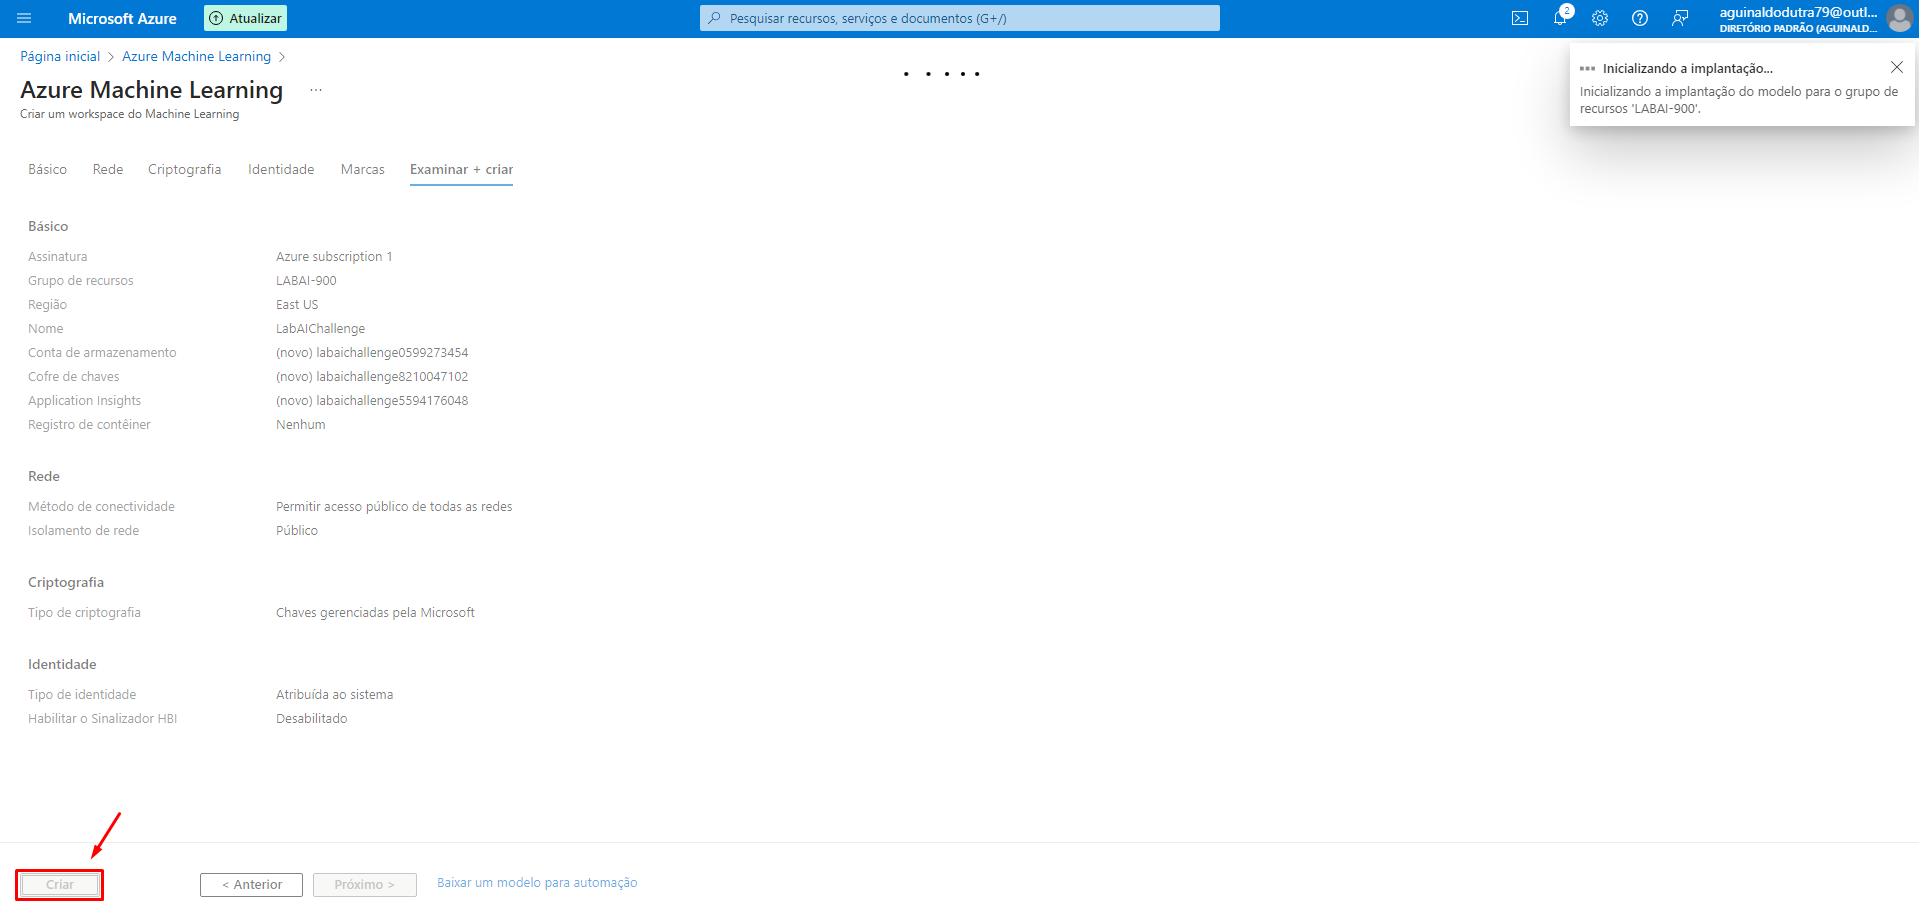 Microsoft Azure
Atualizar
Pesquisar recursos, serviços e documentos (G+/)
2
aguinaldodutra79@outl...
DIRETÓRIO PADRÃO (AGUINALD...
Página inicial > Azure Machine Learning >
Azure Machine Learning ...
Criar um workspace do Machine Learning
Inicializando a implantação...
Inicializando a implantação do modelo para o grupo de
recursos 'LABAI-900'.
Básico Rede Criptografia Identidade Marcas Examinar + criar
Básico
Assinatura Azure subscription 1
Grupo de recursos LABAI-900
Região East US
Nome LabAIChallenge
Conta de armazenamento (novo) labaichallenge0599273454
Cofre de chaves (novo) labaichallenge8210047102
Application Insights (novo) labaichallenge5594176048
Registro de contêiner Nenhum
Rede
Método de conectividade Permitir acesso público de todas as redes
Isolamento de rede Público
Criptografia
Tipo de criptografia Chaves gerenciadas pela Microsoft
Identidade
Tipo de identidade Atribuída ao sistema
Habilitar o Sinalizador HBI Desabilitado
Criar < Anterior Próximo > Baixar um modelo para automação